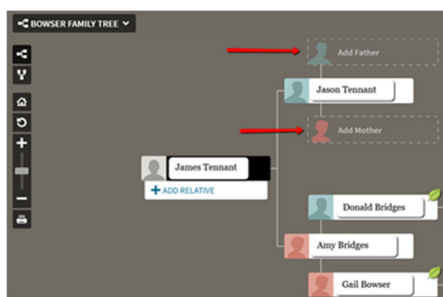 BOWSER FAMILY TREE
Add Father
Jason Tennant
Add Mother
James Tennant
+ ADD RELATIVE
Donald Bridges
Amy Bridges
Gail Bowser